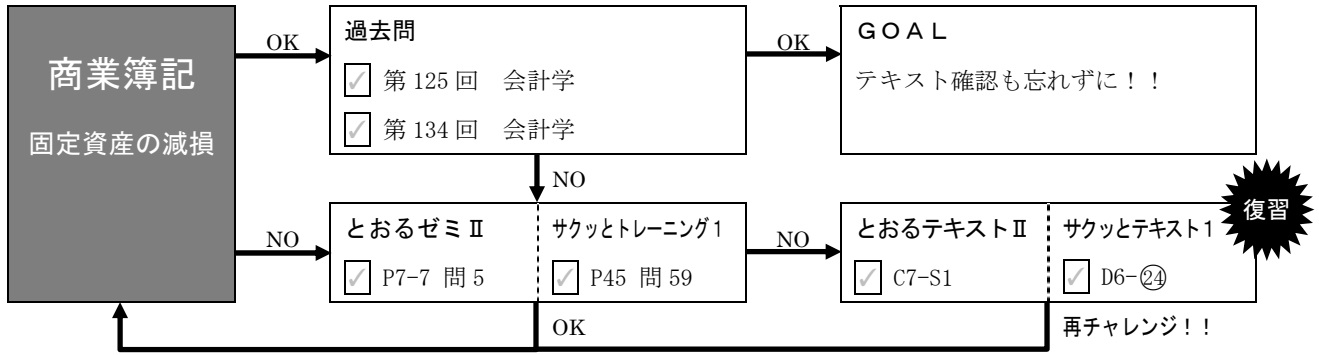 商業簿記
固定資産の減損
OK
過去問
✓ 第125回 会計学
✓ 第134回 会計学
OK
ＧＯＡＬ
テキスト確認も忘れずに！！
NO
NO
とおるゼミⅡ
✓ P7-7 問5
サクッとトレーニング1
✓ P45 問59
NO
とおるテキストⅡ
✓ C7-S1
サクッとテキスト1
✓ D6-㉔
復習
OK
再チャレンジ！！